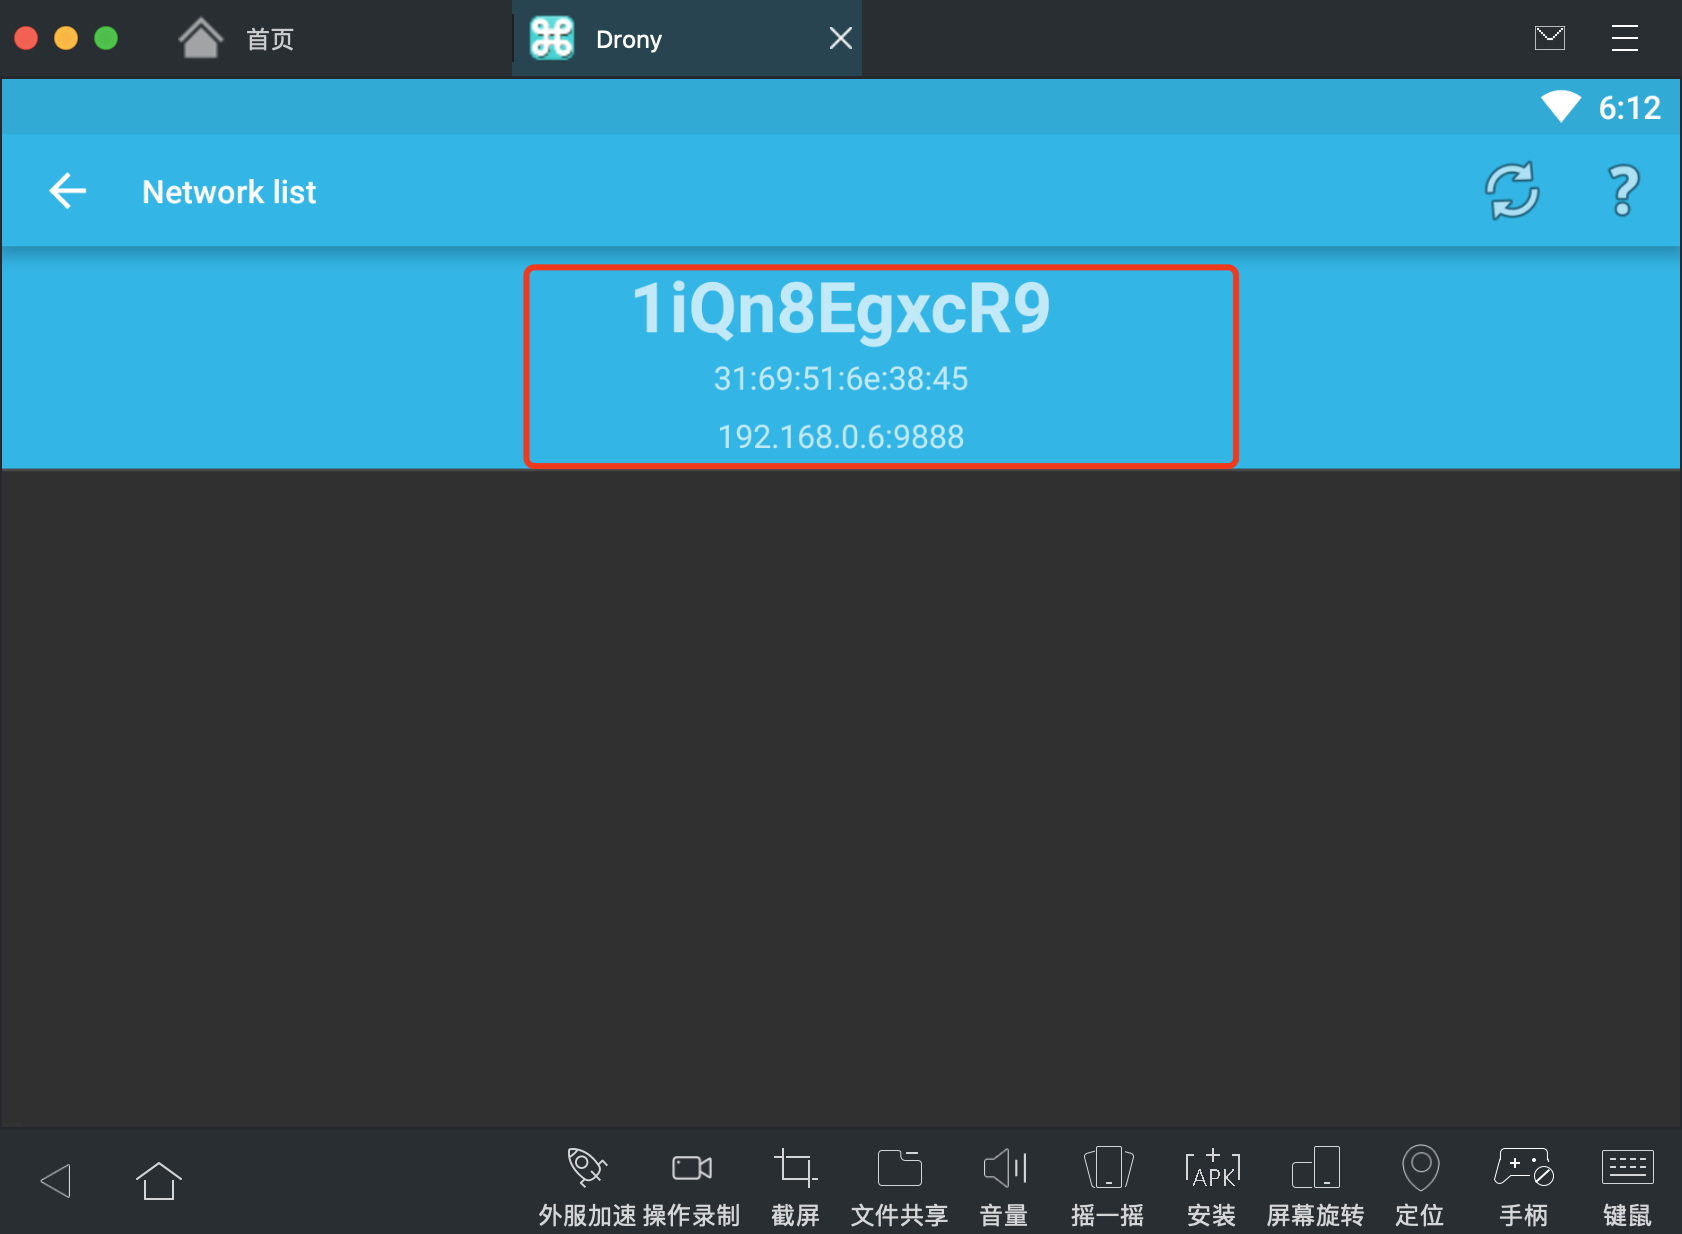 首页
Drony
6:12
Network list
?
1iQn8EgxcR9
31:69:51:6e:38:45
192.168.0.6:9888
APK
外服加速 操作录制 截屏 文件共享 音量 摇一摇 安装 屏幕旋转 定位 手柄 键鼠